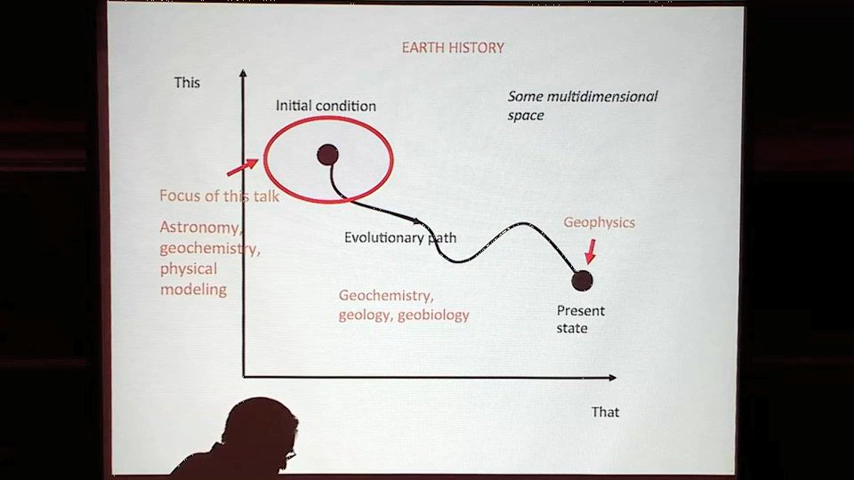 EARTH HISTORY
This
Some multidimensional
space
Initial condition
Focus of this talk
Astronomy,
geochemistry,
physical
modeling
Evolutionary path
Geophysics
Geochemistry,
geology, geobiology
Present
state
That